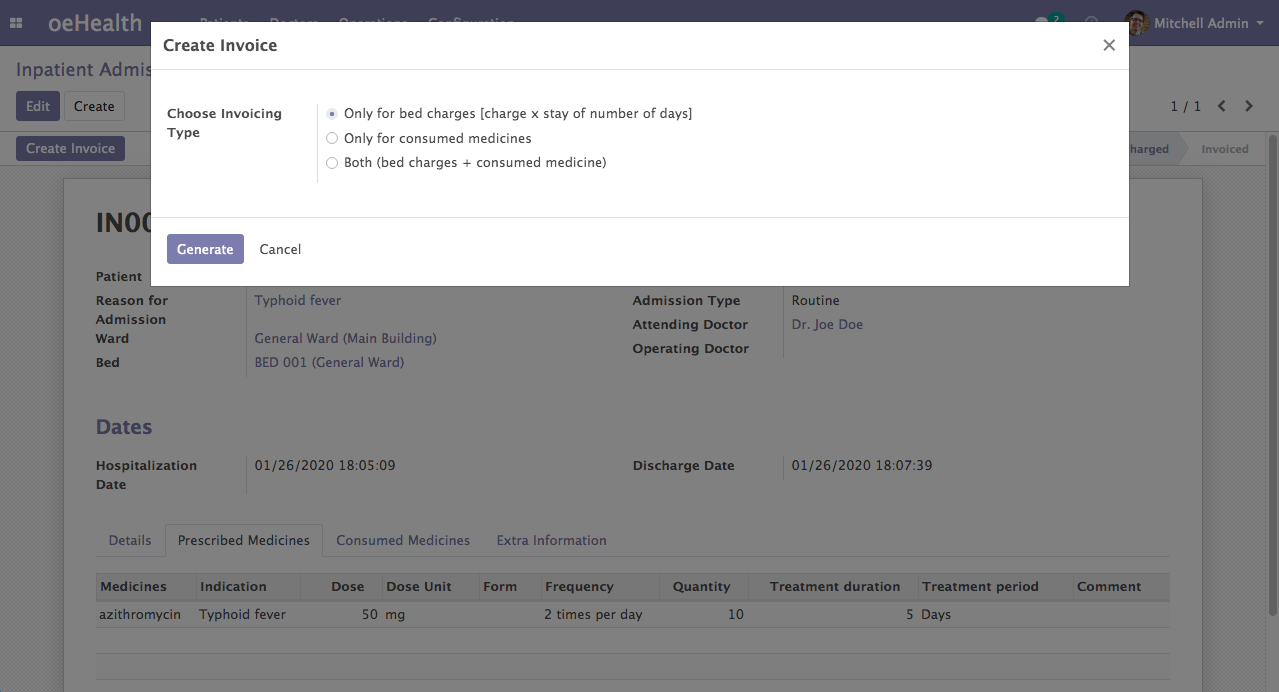 oeHealth Patients Doctors Operations Configuration 2 Mitchell Admin
Create Invoice ×
Inpatient Admis
Edit Create 1 / 1
Choose Invoicing Type
Only for bed charges [charge x stay of number of days]
Only for consumed medicines
Both (bed charges + consumed medicine)
Create Invoice harged Invoiced
IN00
Generate Cancel
Patient
Reason for Admission Typhoid fever
Ward General Ward (Main Building)
Bed BED 001 (General Ward)
Admission Type Routine
Attending Doctor Dr. Joe Doe
Operating Doctor
Dates
Hospitalization Date 01/26/2020 18:05:09 Discharge Date 01/26/2020 18:07:39
Details Prescribed Medicines Consumed Medicines Extra Information
Medicines Indication Dose Dose Unit Form Frequency Quantity Treatment duration Treatment period Comment
azithromycin Typhoid fever 50 mg 2 times per day 10 5 Days